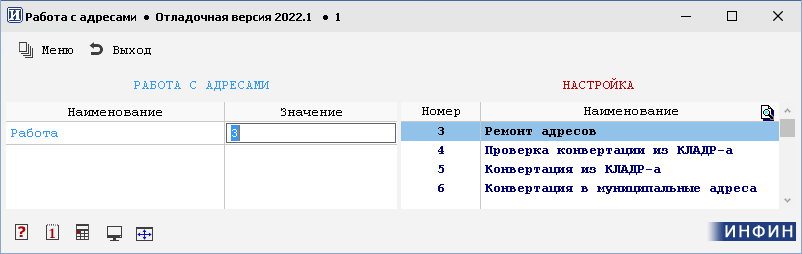 Работа с адресами ● Отладочная версия 2022.1 ● 1
Меню Выход
РАБОТА С АДРЕСАМИ НАСТРОЙКА
Наименование Значение Номер Наименование
Работа 3 3 Ремонт адресов
4 Проверка конвертации из КЛАДР-а
5 Конвертация из КЛАДР-а
6 Конвертация в муниципальные адреса
? 1 ИНФИН